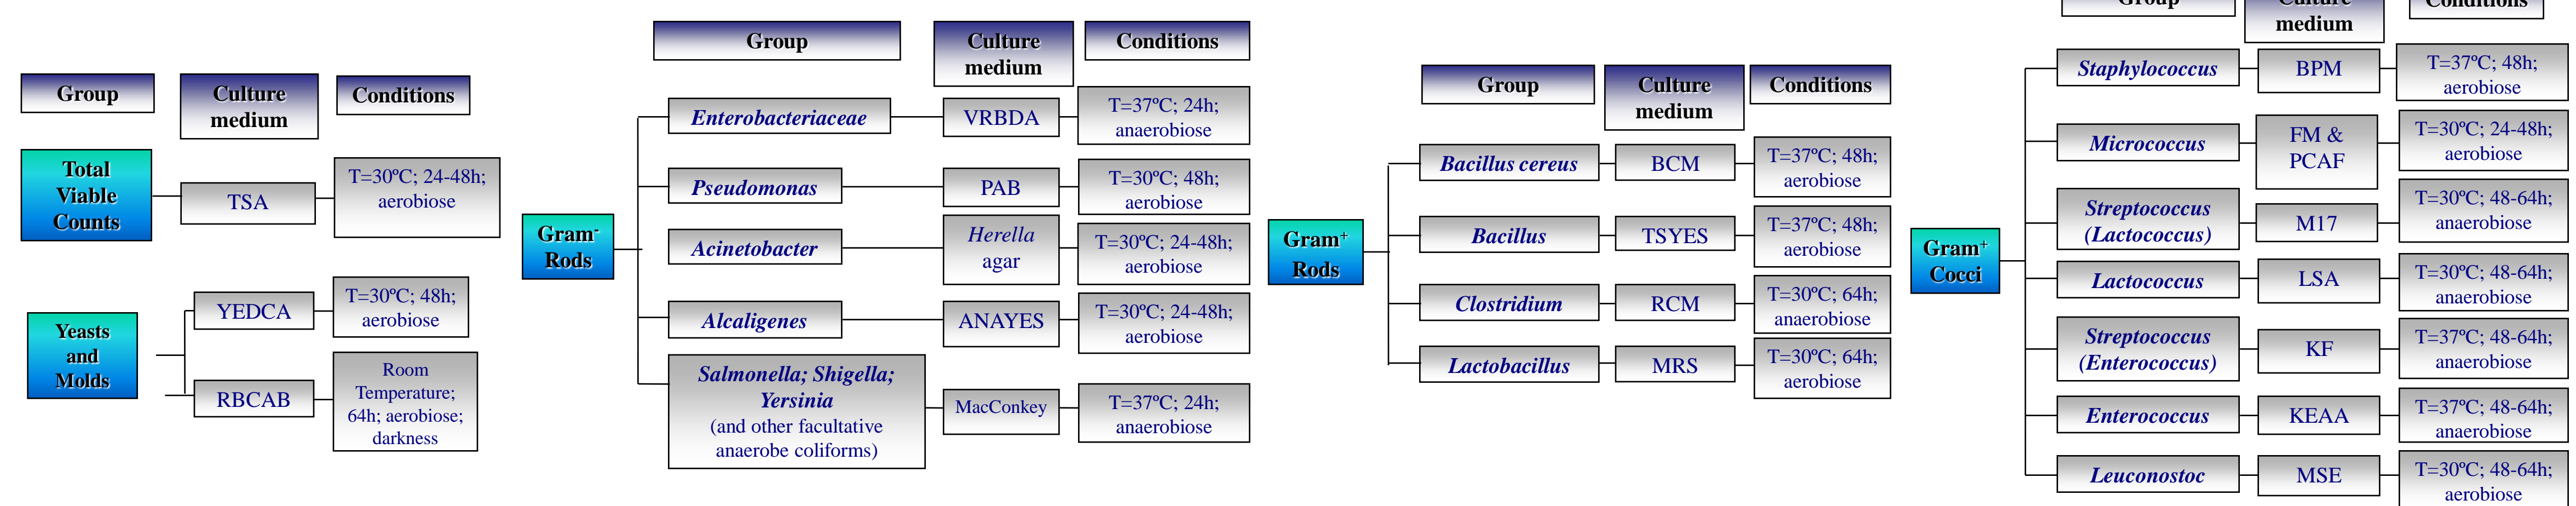 Group
Culture
medium
Conditions
Total
Viable
Counts
TSA
T=30ºC; 24-48h;
aerobiose
Yeasts
and
Molds
YEDCA
T=30ºC; 48h;
aerobiose
RBCAB
Room
Temperature;
64h; aerobiose;
darkness
Group
Culture
medium
Conditions
Gram-
Rods
Enterobacteriaceae
VRBDA
T=37ºC; 24h;
anaerobiose
Pseudomonas
PAB
T=30ºC; 48h;
aerobiose
Acinetobacter
Herella
agar
T=30ºC; 24-48h;
aerobiose
Alcaligenes
ANAYES
T=30ºC; 24-48h;
aerobiose
Salmonella; Shigella;
Yersinia
(and other facultative
anaerobe coliforms)
MacConkey
T=37ºC; 24h;
anaerobiose
Group
Culture
medium
Conditions
Gram+
Rods
Bacillus cereus
BCM
T=37ºC; 48h;
aerobiose
Bacillus
TSYES
T=37ºC; 48h;
aerobiose
Clostridium
RCM
T=30ºC; 64h;
anaerobiose
Lactobacillus
MRS
T=30ºC; 64h;
aerobiose
Group
Culture
medium
Conditions
Gram+
Cocci
Staphylococcus
BPM
T=37ºC; 48h;
aerobiose
Micrococcus
FM &
PCAF
T=30ºC; 24-48h;
aerobiose
Streptococcus
(Lactococcus)
M17
T=30ºC; 48-64h;
anaerobiose
Lactococcus
LSA
T=30ºC; 48-64h;
anaerobiose
Streptococcus
(Enterococcus)
KF
T=37ºC; 48-64h;
anaerobiose
Enterococcus
KEAA
T=37ºC; 48-64h;
anaerobiose
Leuconostoc
MSE
T=30ºC; 48-64h;
aerobiose